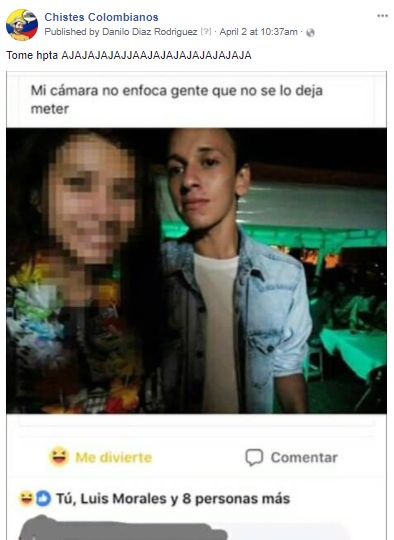 Chistes Colombianos
Published by Danilo Diaz Rodriguez [?] · April 2 at 10:37am ·
Tome hpta AJAJAJAJAJJAAJAJAJAJAJAJAJAJA
Mi cámara no enfoca gente que no se lo deja
meter
Me divierte
Comentar
Tú, Luis Morales y 8 personas más